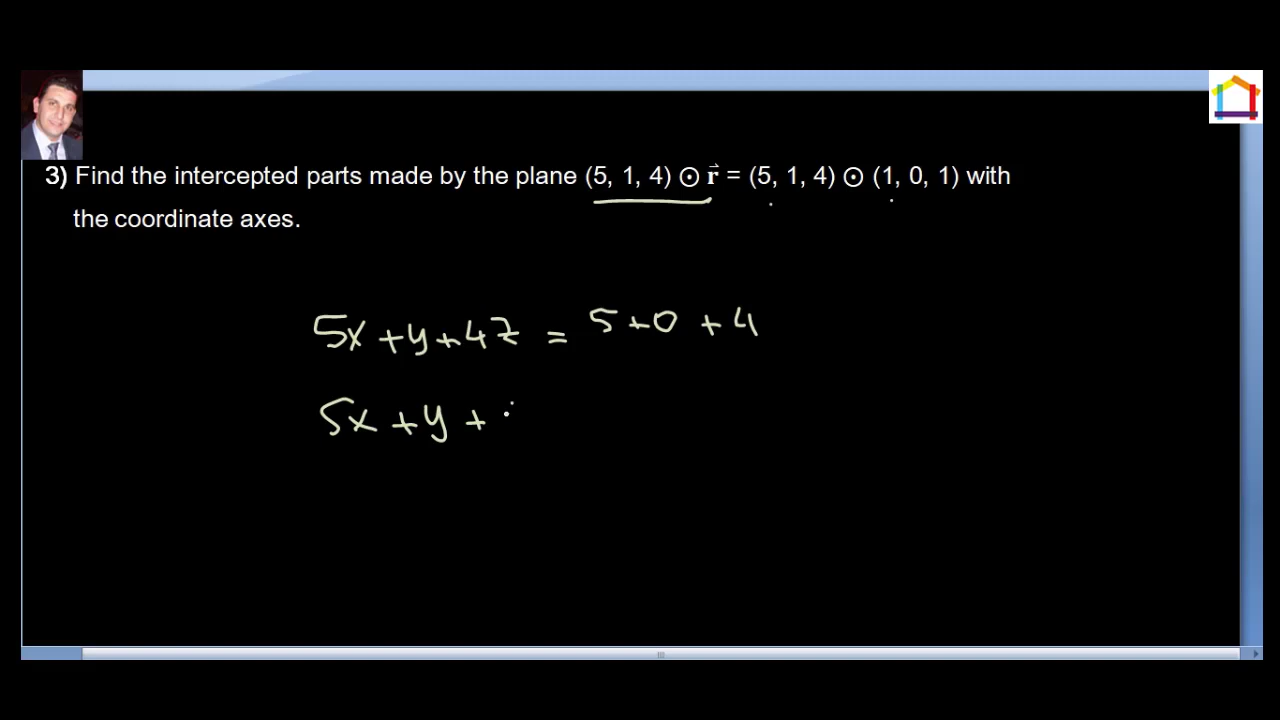 3) Find the intercepted parts made by the plane (5, 1, 4) ⊙ r⃗ = (5, 1, 4) ⊙ (1, 0, 1) with
the coordinate axes.
5x + y + 4z = 5 + 0 + 4
5x + y +